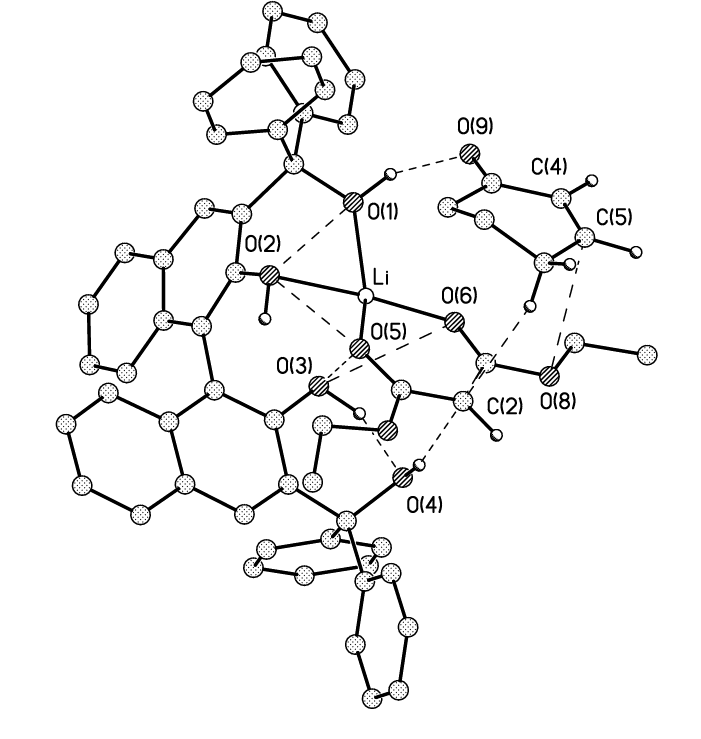 O(9)
C(4)
C(5)
O(1)
O(2)
Li
O(6)
O(5)
O(3)
C(2)
O(8)
O(4)